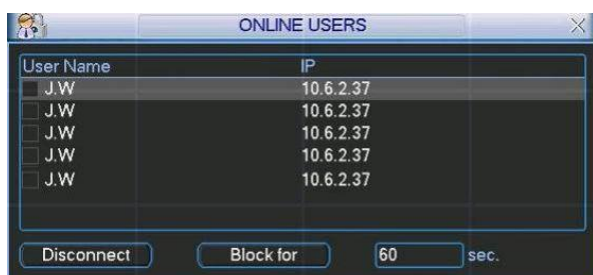 ONLINE USERS
User Name IP
J.W 10.6.2.37
J.W 10.6.2.37
J.W 10.6.2.37
J.W 10.6.2.37
J.W 10.6.2.37
Disconnect Block for 60 sec.